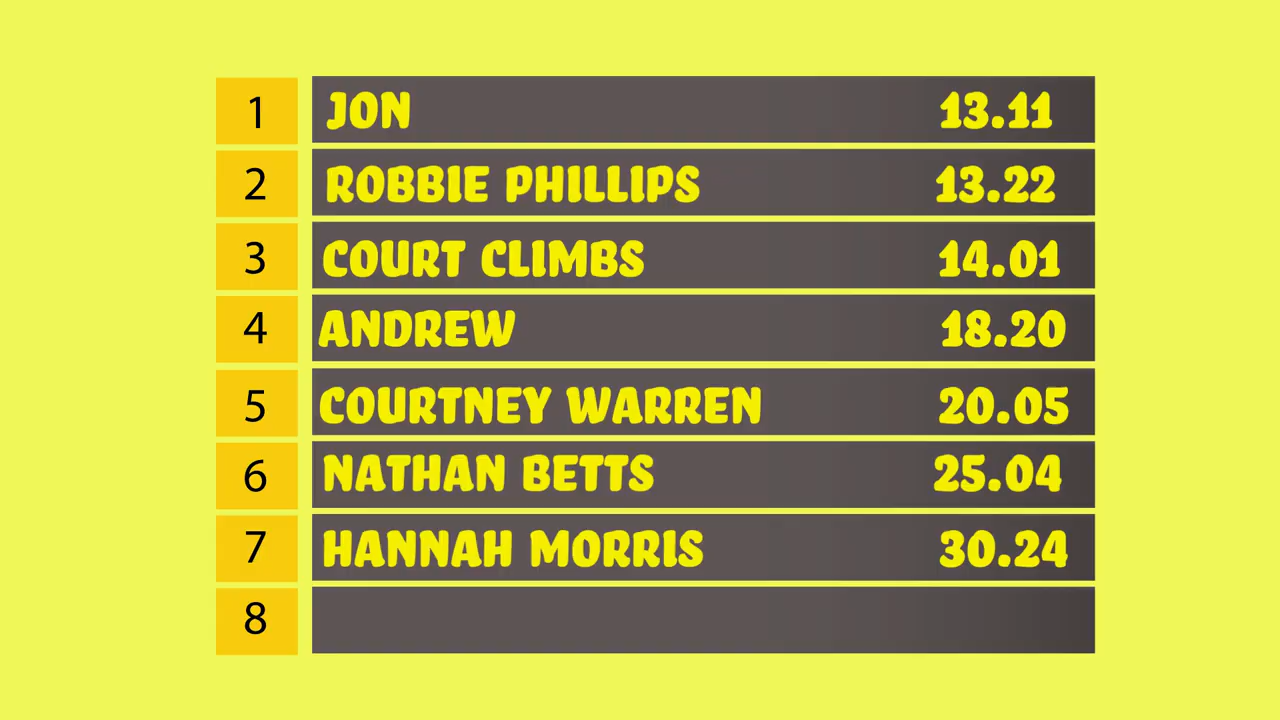 1 JON 13.11
2 ROBBIE PHILLIPS 13.22
3 COURT CLIMBS 14.01
4 ANDREW 18.20
5 COURTNEY WARREN 20.05
6 NATHAN BETTS 25.04
7 HANNAH MORRIS 30.24
8